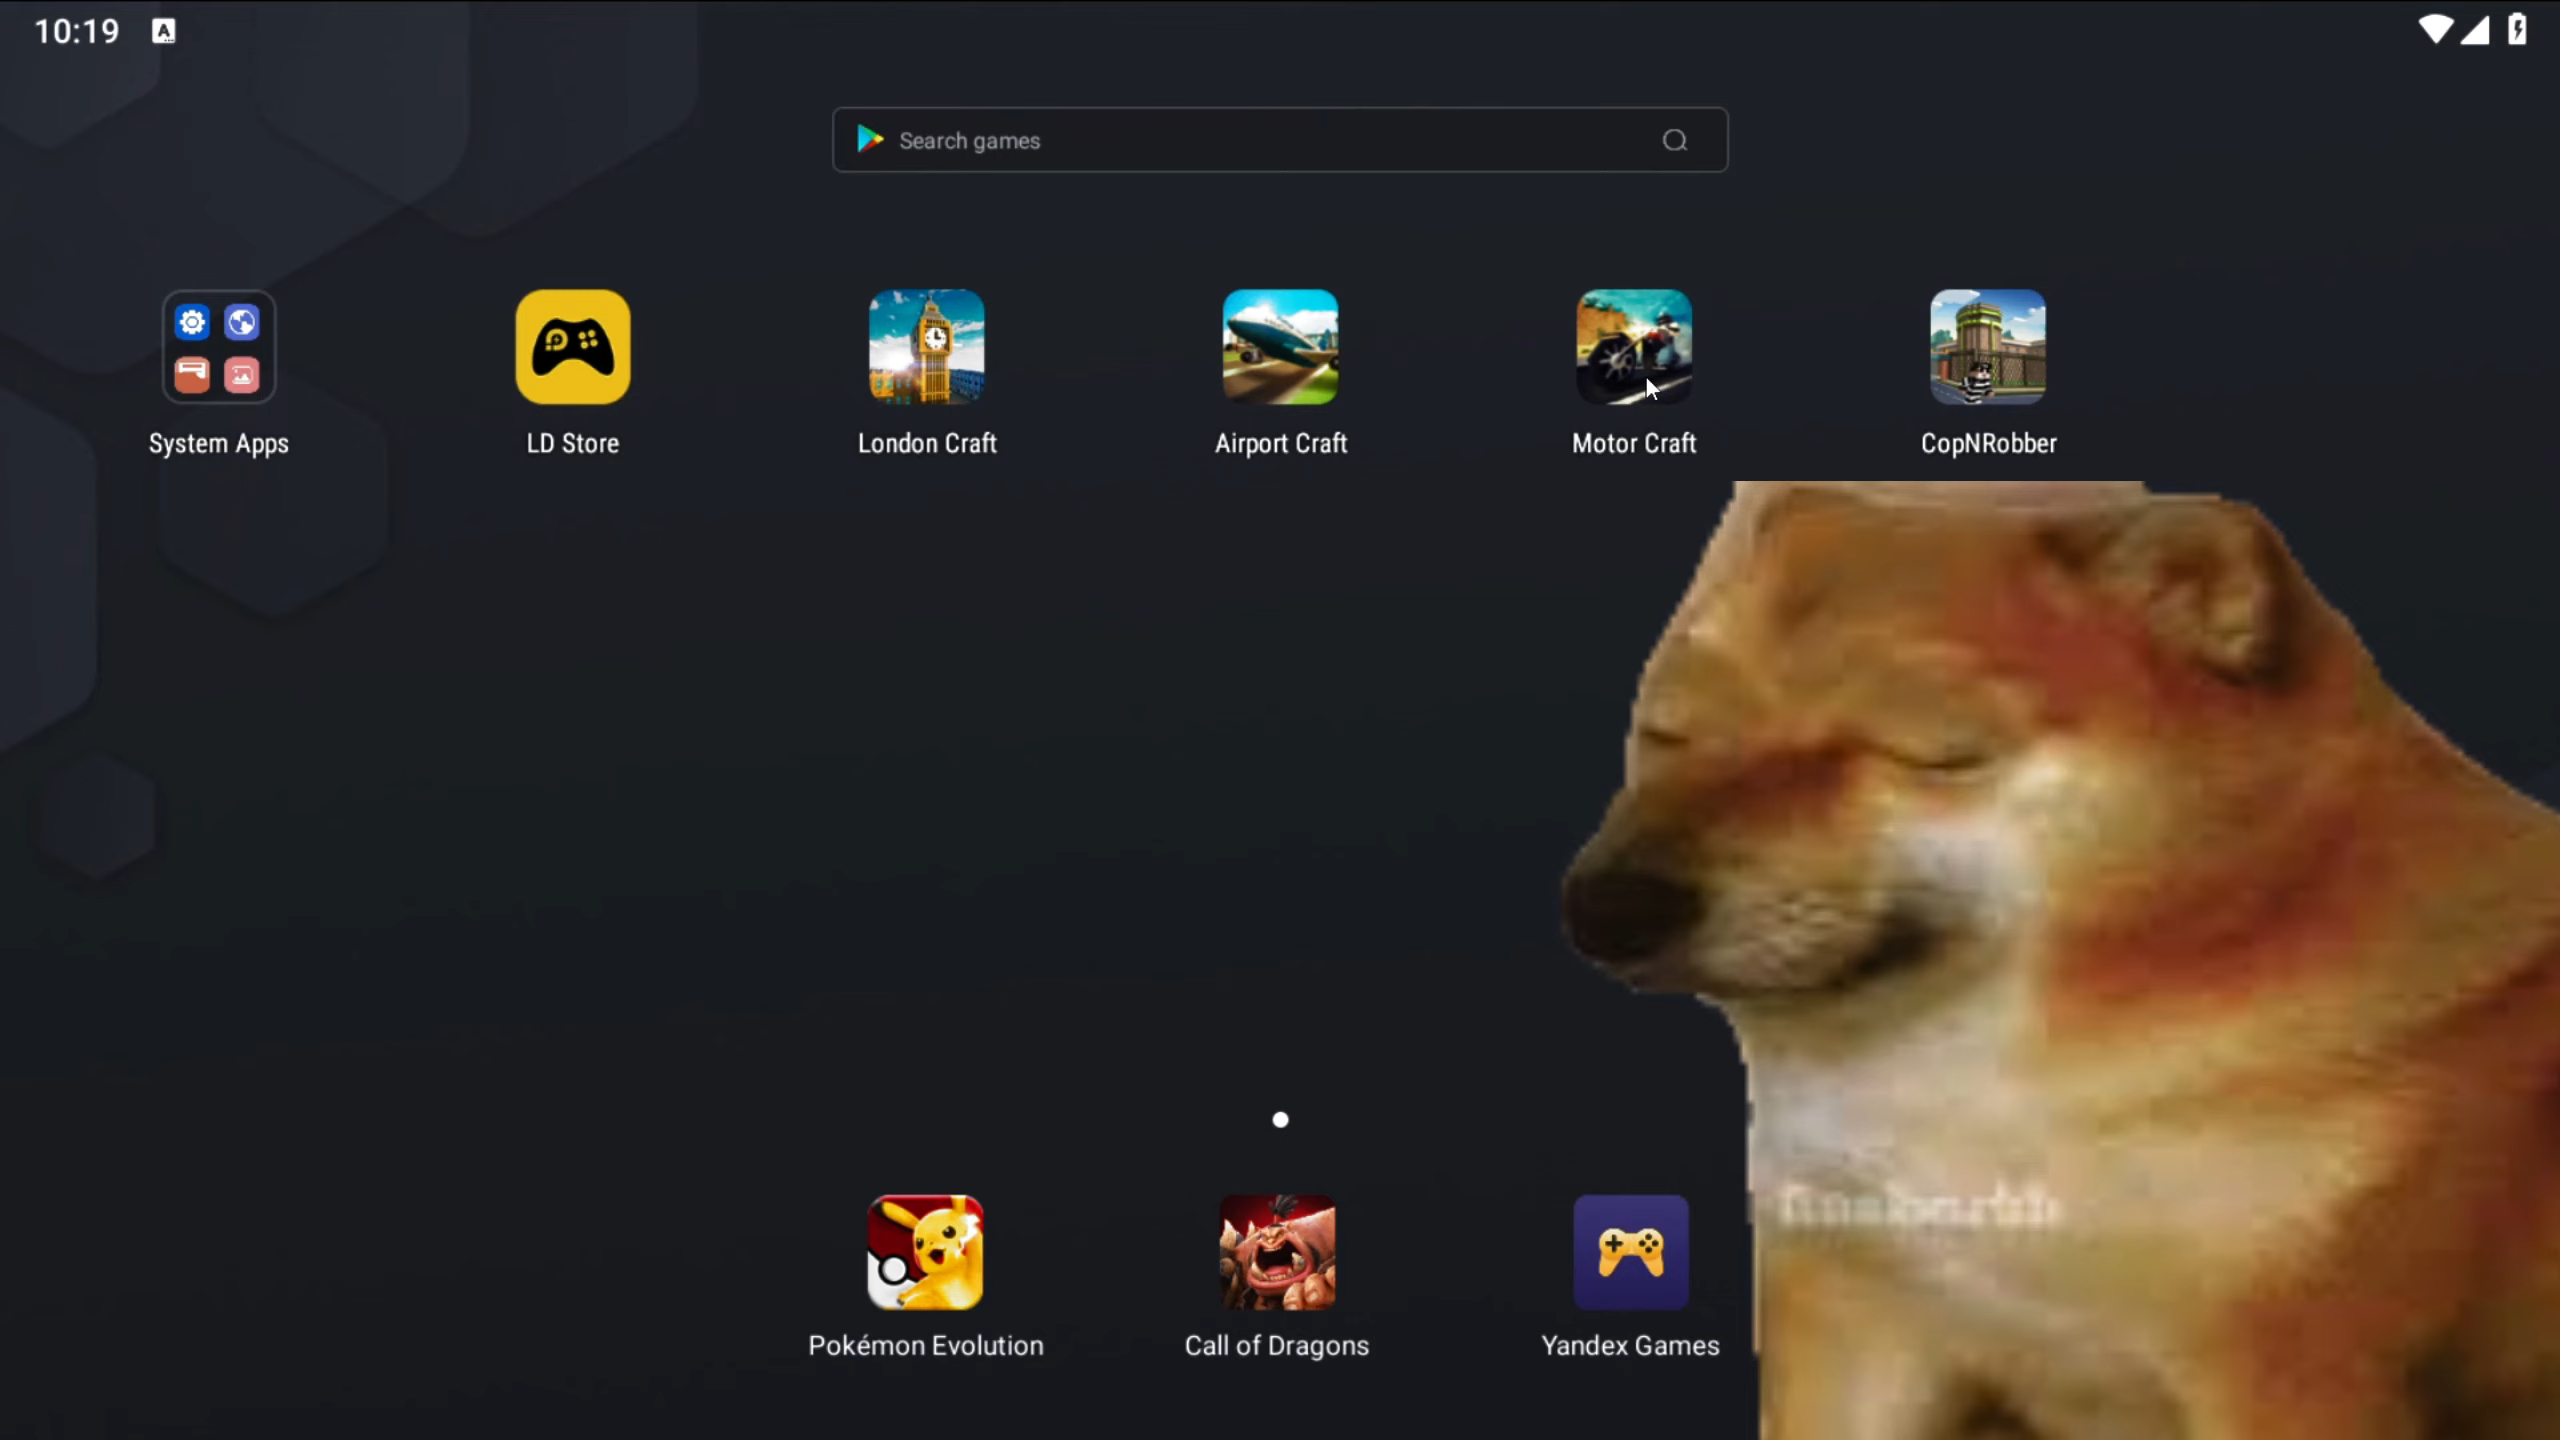 10:19 A
Search games
System Apps
LD Store
London Craft
Airport Craft
Motor Craft
CopNRobber
Pokémon Evolution
Call of Dragons
Yandex Games